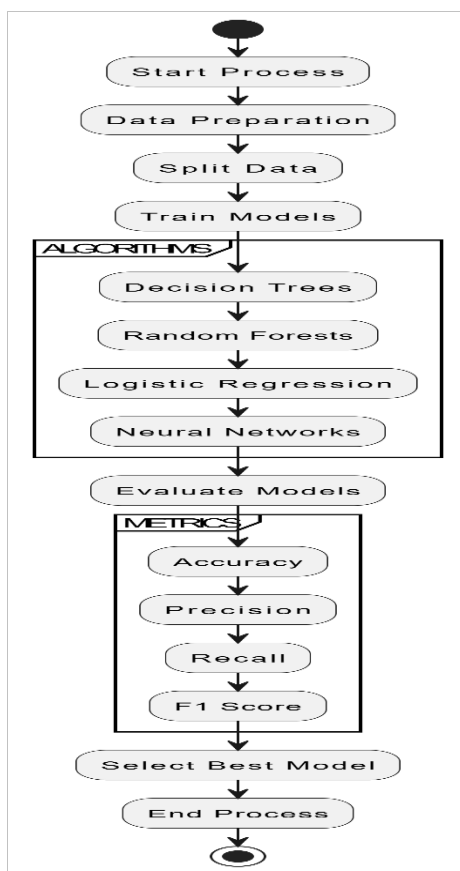 Start Process
Data Preparation
Split Data
Train Models
ALGORITHMS
Decision Trees
Random Forests
Logistic Regression
Neural Networks
Evaluate Models
METRICS
Accuracy
Precision
Recall
F1 Score
Select Best Model
End Process